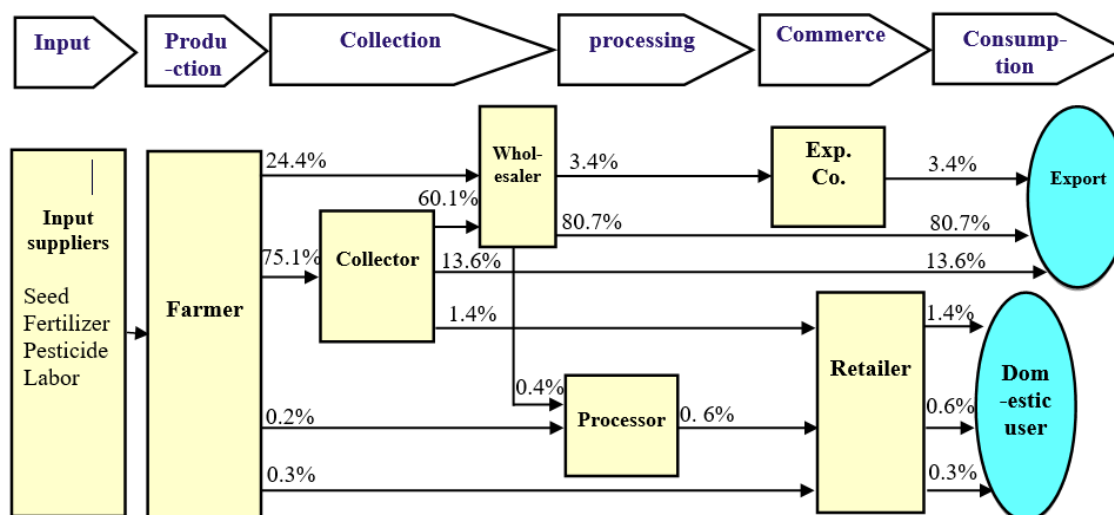 Input
Produ
-ction
Collection
processing
Commerce
Consump-
tion
Input
suppliers
Seed
Fertilizer
Pesticide
Labor
Farmer
24.4%
75.1%
0.2%
0.3%
Collector
60.1%
13.6%
1.4%
Whol-
esaler
3.4%
80.7%
0.4%
Processor
0. 6%
Exp.
Co.
3.4%
80.7%
13.6%
Retailer
1.4%
0.6%
0.3%
Export
Dom
-estic
user